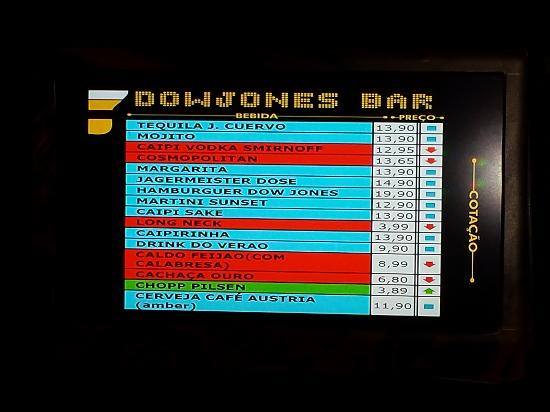 DOWJONES BAR
BEBIDA PREÇO
TEQUILA J. CUERVO 13,90
MOJITO 13,90
CAIPI VODKA SMIRNOFF 12,95
COSMOPOLITAN 13,65
MARGARITA 13,90
JAGERMEISTER DOSE 14,90
HAMBURGUER DOW JONES 19,90
MARTINI SUNSET 12,90
CAIPI SAKE 13,90
LONG NECK 3,99
CAIPIRINHA 13,90
DRINK DO VERAO 9,90
CALDO FEIJAO(COM
CALABRESA) 8,99
CACHAÇA OURO 6,80
CHOPP PILSEN 3,89
CERVEJA CAFÉ AUSTRIA
(amber) 11,90
COTAÇÃO